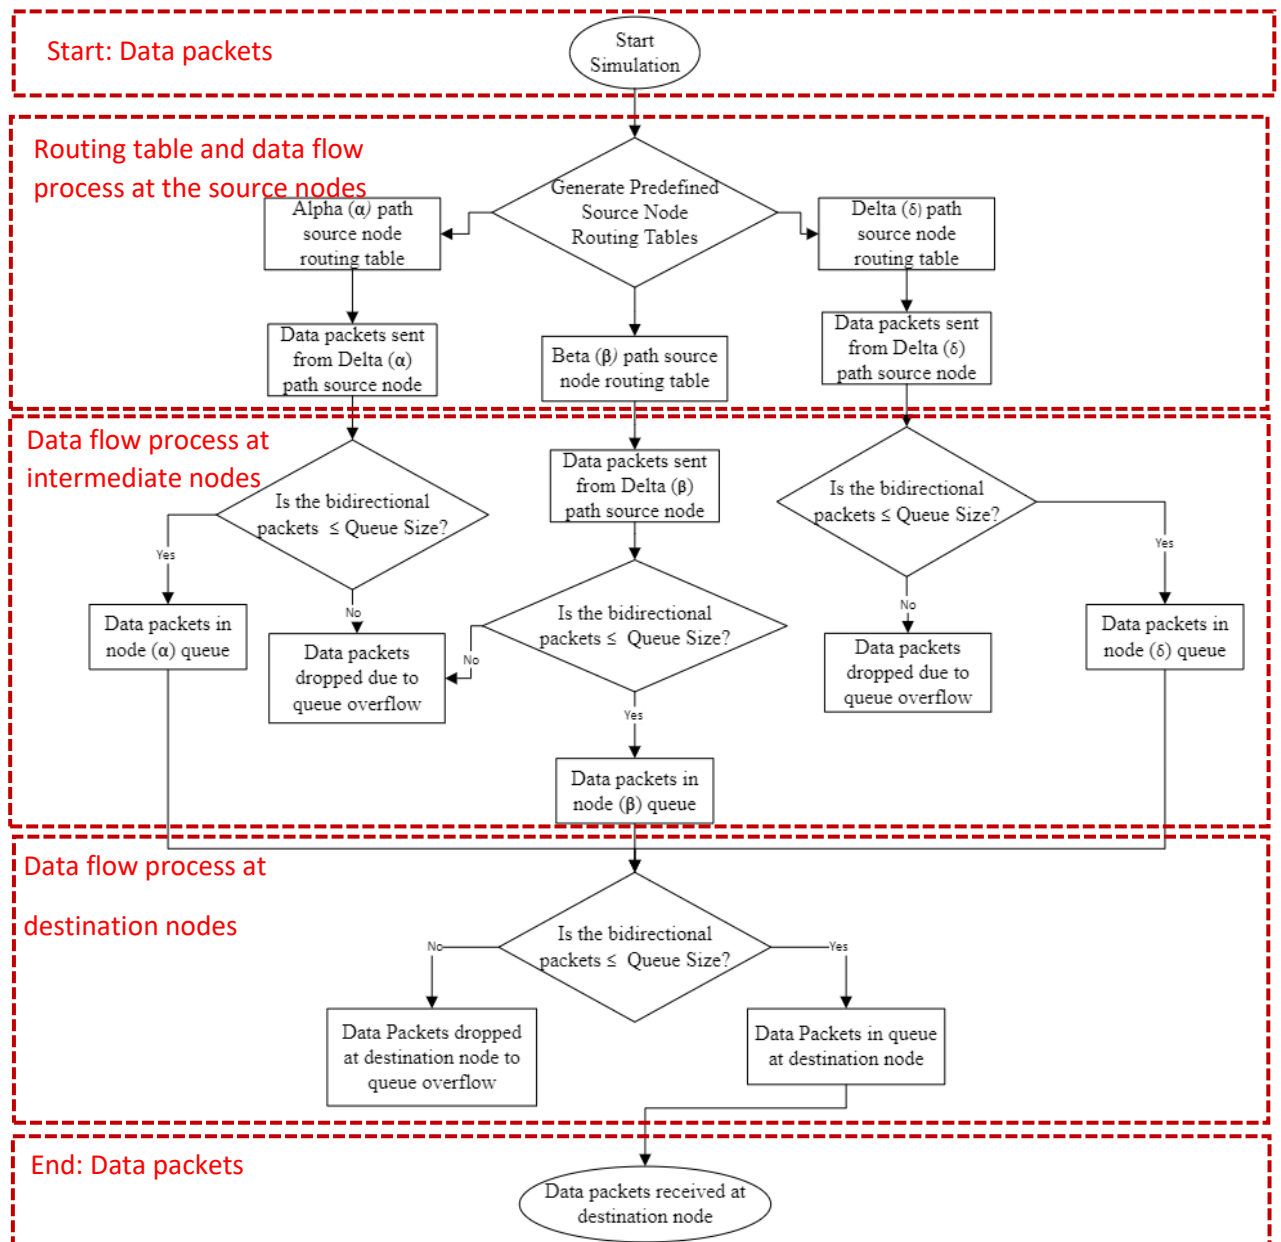 Start: Data packets
Start
Simulation
Routing table and data flow
process at the source nodes
Generate Predefined
Source Node
Routing Tables
Alpha (α) path
source node
routing table
Delta (δ) path
source node
routing table
Data packets sent
from Delta (α)
path source node
Beta (β) path source
node routing table
Data packets sent
from Delta (δ)
path source node
Data flow process at
intermediate nodes
Is the bidirectional
packets ≤ Queue Size?
Data packets sent
from Delta (β)
path source node
Is the bidirectional
packets ≤ Queue Size?
Yes
No
Data packets in
node (α) queue
Data packets
dropped due to
queue overflow
Is the bidirectional
packets ≤ Queue Size?
No
Yes
No
Yes
Data packets
dropped due to
queue overflow
Data packets in
node (δ) queue
Data packets in
node (β) queue
Data flow process at
destination nodes
Is the bidirectional
packets ≤ Queue Size?
No
Yes
Data Packets dropped
at destination node to
queue overflow
Data Packets in queue
at destination node
End: Data packets
Data packets received at
destination node